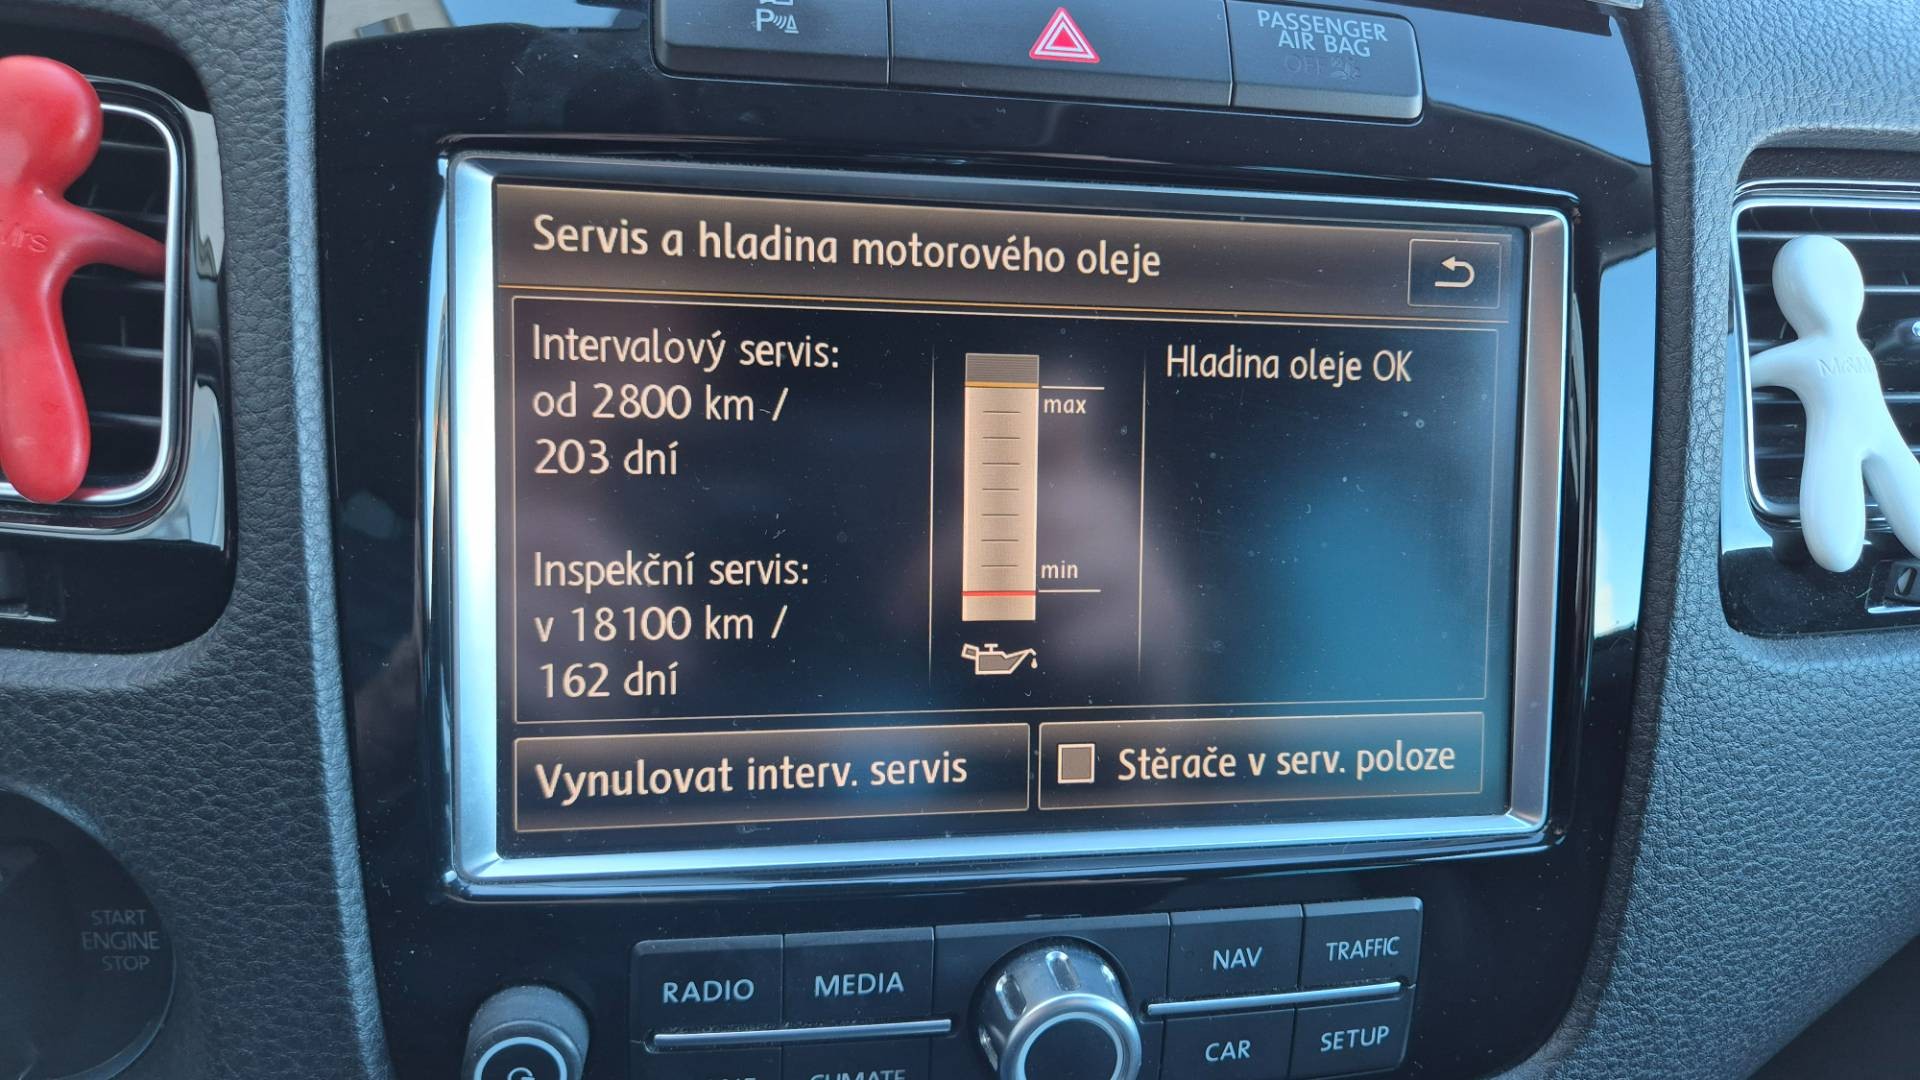 P
PASSENGER
AIR BAG
OFF
Servis a hladina motorového oleje
Intervalový servis:
od 2800 km /
203 dní
Inspekční servis:
v 18100 km /
162 dní
max
min
Hladina oleje OK
Vynulovat interv. servis
Stěrače v serv. poloze
START
ENGINE
STOP
RADIO
MEDIA
NAV
TRAFFIC
CAR
SETUP
CLIMATE